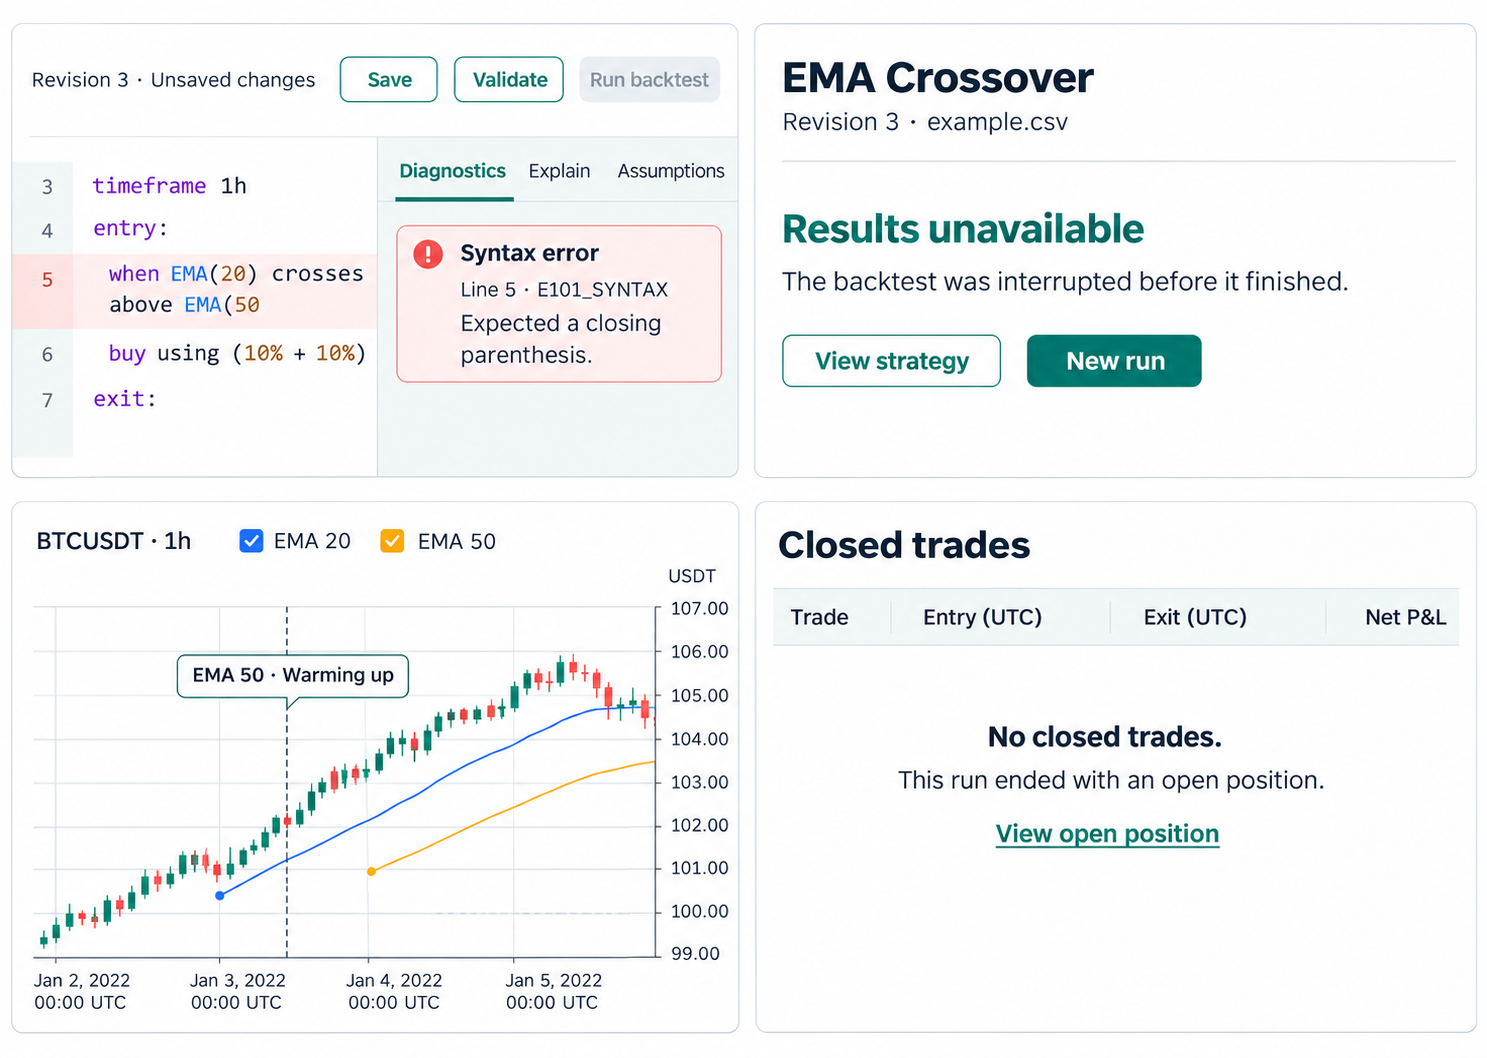 Revision 3 · Unsaved changes
Save
Validate
Run backtest
3 timeframe 1h
4 entry:
5 when EMA(20) crosses
above EMA(50
6 buy using (10% + 10%)
7 exit:
Diagnostics Explain Assumptions
! Syntax error
Line 5 · E101_SYNTAX
Expected a closing
parenthesis.
EMA Crossover
Revision 3 · example.csv
Results unavailable
The backtest was interrupted before it finished.
View strategy
New run
BTCUSDT · 1h
EMA 20
EMA 50
USDT
107.00
106.00
105.00
104.00
103.00
102.00
101.00
100.00
99.00
EMA 50 · Warming up
Jan 2, 2022
00:00 UTC
Jan 3, 2022
00:00 UTC
Jan 4, 2022
00:00 UTC
Jan 5, 2022
00:00 UTC
Closed trades
Trade Entry (UTC) Exit (UTC) Net P&L
No closed trades.
This run ended with an open position.
View open position